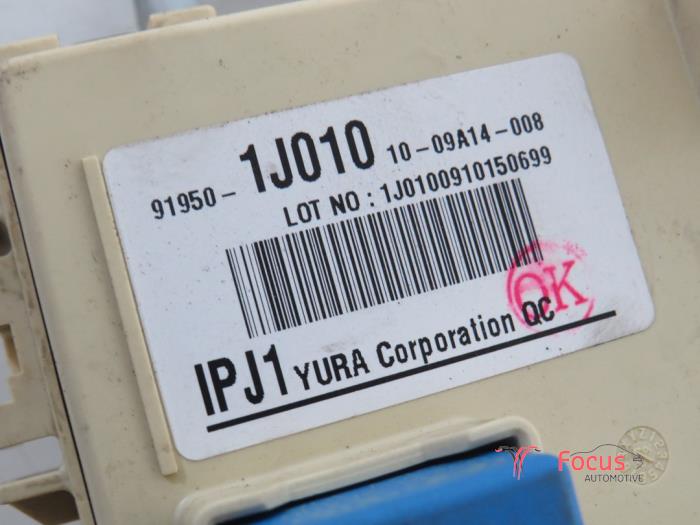 91950-1J010 10-09A14-008
LOT NO : 1J0100910150699
OK
IPJ1 YURA Corporation QC
Focus
AUTOMOTIVE